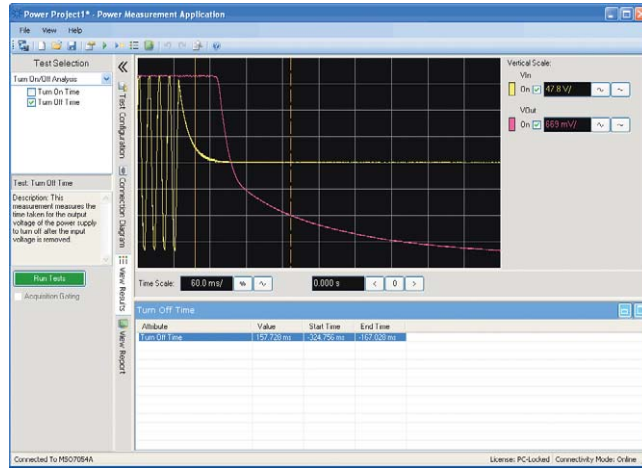 Power Project1* - Power Measurement Application
File View Help
Test Selection
Turn On/Off Analysis
Turn On Time
Turn Off Time
Test: Turn Off Time
Description: This
measurement measures the
time taken for the output
voltage of the power supply
to turn off after the input
voltage is removed.
Run Tests
Acquisition Gating
Test Configuration
Connection Diagram
View Results
View Report
Vertical Scale:
VIn
On 47.8 V/
VOut
On 669 mV/
Time Scale: 60.0 ms/ 0.000 s < 0 >
Turn Off Time
Attribute Value Start Time End Time
Turn Off Time 157.728 ms -324.756 ms -167.028 ms
Connected To MSO7054A
License: PC-Locked Connectivity Mode: Online